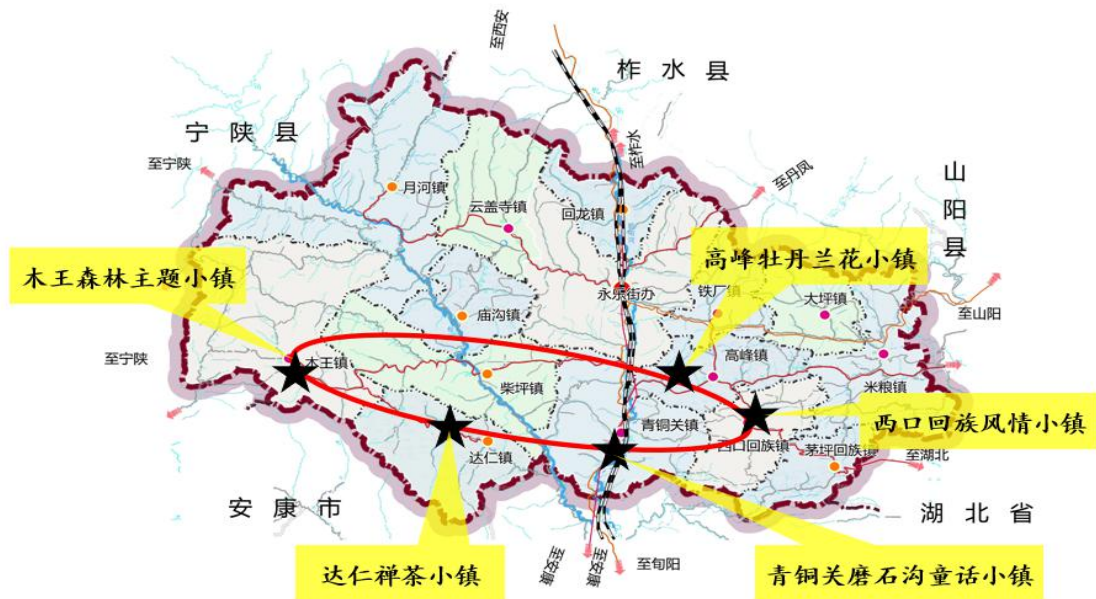 至西安
柞水县
宁陕县
至宁陕
至柞水
至丹凤
山阳县
月河镇
云盖寺镇
回龙镇
木王森林主题小镇
高峰牡丹兰花小镇
永乐街办
铁厂镇
大坪镇
至山阳
庙沟镇
至宁陕
木王镇
柴坪镇
高峰镇
米粮镇
西口回族风情小镇
青铜关镇
西口回族镇
茅坪回族镇
至湖北
达仁镇
安康市
湖北省
至安康
至安康
至旬阳
达仁禅茶小镇
青铜关磨石沟童话小镇